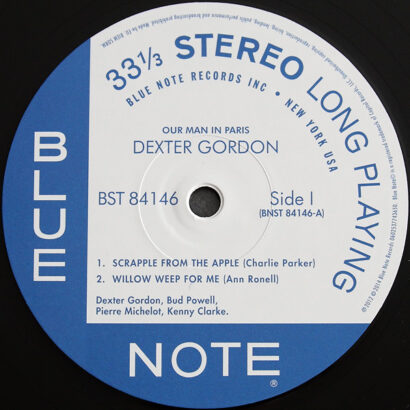 33⅓ STEREO LONG PLAYING
BLUE NOTE RECORDS INC • NEW YORK USA
OUR MAN IN PARIS
DEXTER GORDON
BST 84146
Side I
(BNST 84146-A)
1. SCRAPPLE FROM THE APPLE (Charlie Parker)
2. WILLOW WEEP FOR ME (Ann Ronell)
Dexter Gordon, Bud Powell,
Pierre Michelot, Kenny Clarke.
BLUE
NOTE
®